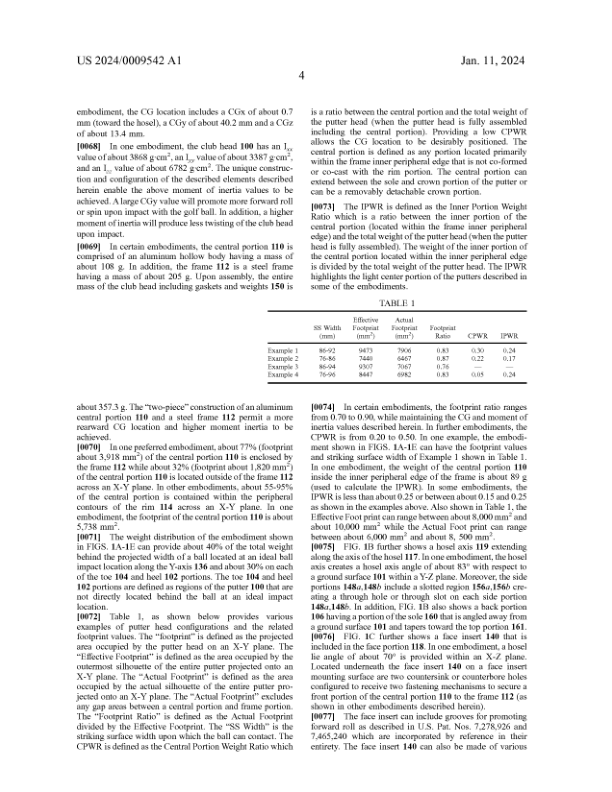 US 2024/0009542 A1
Jan. 11, 2024
4
embodiment, the CG location includes a CGx of about 0.7
mm (toward the hosel), a CGy of about 40.2 mm and a CGz
of about 13.4 mm.
[0068] In one embodiment, the club head 100 has an Ixx
value of about 3868 g·cm², an Iyy value of about 3387 g·cm²,
and an Izz value of about 6782 g·cm². The unique construc-
tion and configuration of the described elements described
herein enable the above moment of inertia values to be
achieved. A large CGy value will promote more forward roll
or spin upon impact with the golf ball. In addition, a higher
moment of inertia will produce less twisting of the club head
upon impact.
[0069] In certain embodiments, the central portion 110 is
comprised of an aluminum hollow body having a mass of
about 108 g. In addition, the frame 112 is a steel frame
having a mass of about 205 g. Upon assembly, the entire
mass of the club head including gaskets and weights 150 is
is a ratio between the central portion and the total weight of
the putter head (when the putter head is fully assembled
including the central portion). Providing a low CPWR
allows the CG location to be desirably positioned. The
central portion is defined as any portion located primarily
within the frame inner peripheral edge that is not co-formed
or co-cast with the rim portion. The central portion can
extend between the sole and crown portion of the putter or
can be a removably detachable crown portion.
[0073] The IPWR is defined as the Inner Portion Weight
Ratio which is a ratio between the inner portion of the
central portion (located within the frame inner peripheral
edge) and the total weight of the putter head (when the putter
head is fully assembled). The weight of the inner portion of
the central portion located within the inner peripheral edge
is divided by the total weight of the putter head. The IPWR
highlights the light center portion of the putters described in
some of the embodiments.
TABLE 1
SS Width (mm) Effective Footprint (mm²) Actual Footprint (mm²) Footprint Ratio CPWR IPWR
Example 1 86-92 9473 7906 0.83 0.30 0.24
Example 2 76-86 7440 6467 0.87 0.22 0.17
Example 3 86-94 9307 7067 0.76 — —
Example 4 76-96 8447 6982 0.83 0.05 0.24
about 357.3 g. The “two-piece” construction of an aluminum
central portion 110 and a steel frame 112 permit a more
rearward CG location and higher moment inertia to be
achieved.
[0070] In one preferred embodiment, about 77% (footprint
about 3,918 mm²) of the central portion 110 is enclosed by
the frame 112 while about 32% (footprint about 1,820 mm²)
of the central portion 110 is located outside of the frame 112
across an X-Y plane. In other embodiments, about 55-95%
of the central portion is contained within the peripheral
contours of the rim 114 across an X-Y plane. In one
embodiment, the footprint of the central portion 110 is about
5,738 mm².
[0071] The weight distribution of the embodiment shown
in FIGS. 1A-1E can provide about 40% of the total weight
behind the projected width of a ball located at an ideal ball
impact location along the Y-axis 136 and about 30% on each
of the toe 104 and heel 102 portions. The toe 104 and heel
102 portions are defined as regions of the putter 100 that are
not directly located behind the ball at an ideal impact
location.
[0072] Table 1, as shown below provides various
examples of putter head configurations and the related
footprint values. The “footprint” is defined as the projected
area occupied by the putter head on an X-Y plane. The
“Effective Footprint” is defined as the area occupied by the
outermost silhouette of the entire putter projected onto an
X-Y plane. The “Actual Footprint” is defined as the area
occupied by the actual silhouette of the entire putter pro-
jected onto an X-Y plane. The “Actual Footprint” excludes
any gap areas between a central portion and frame portion.
The “Footprint Ratio” is defined as the Actual Footprint
divided by the Effective Footprint. The “SS Width” is the
striking surface width upon which the ball can contact. The
CPWR is defined as the Central Portion Weight Ratio which
[0074] In certain embodiments, the footprint ratio ranges
from 0.70 to 0.90, while maintaining the CG and moment of
inertia values described herein. In further embodiments, the
CPWR is from 0.20 to 0.50. In one example, the embodi-
ment shown in FIGS. 1A-1E can have the footprint values
and striking surface width of Example 1 shown in Table 1.
In one embodiment, the weight of the central portion 110
inside the inner peripheral edge of the frame is about 89 g
(used to calculate the IPWR). In some embodiments, the
IPWR is less than about 0.25 or between about 0.15 and 0.25
as shown in the examples above. Also shown in Table 1, the
Effective Foot print can range between about 8,000 mm² and
about 10,000 mm² while the Actual Foot print can range
between about 6,000 mm² and about 8, 500 mm².
[0075] FIG. 1B further shows a hosel axis 119 extending
along the axis of the hosel 117. In one embodiment, the hosel
axis creates a hosel axis angle of about 83° with respect to
a ground surface 101 within a Y-Z plane. Moreover, the side
portions 148a,148b include a slotted region 156a,156b cre-
ating a through hole or through slot on each side portion
148a,148b. In addition, FIG. 1B also shows a back portion
106 having a portion of the sole 160 that is angled away from
a ground surface 101 and tapers toward the top portion 161.
[0076] FIG. 1C further shows a face insert 140 that is
included in the face portion 118. In one embodiment, a hosel
lie angle of about 70° is provided within an X-Z plane.
Located underneath the face insert 140 on a face insert
mounting surface are two countersink or counterbore holes
configured to receive two fastening mechanisms to secure a
front portion of the central portion 110 to the frame 112 (as
shown in other embodiments described herein).
[0077] The face insert can include grooves for promoting
forward roll as described in U.S. Pat. Nos. 7,278,926 and
7,465,240 which are incorporated by reference in their
entirety. The face insert 140 can also be made of various